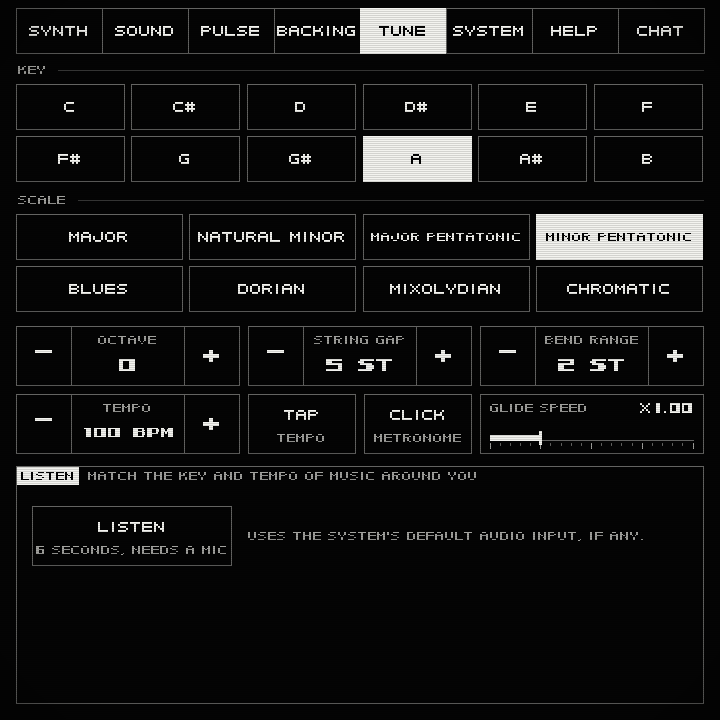 SYNTH SOUND PULSE BACKING TUNE SYSTEM HELP CHAT
KEY
C C# D D# E F
F# G G# A A# B
SCALE
MAJOR NATURAL MINOR MAJOR PENTATONIC MINOR PENTATONIC
BLUES DORIAN MIXOLYDIAN CHROMATIC
− OCTAVE + − STRING GAP + − BEND RANGE +
0 5 ST 2 ST
− TEMPO + TAP CLICK GLIDE SPEED X1.00
100 BPM TEMPO METRONOME
LISTEN MATCH THE KEY AND TEMPO OF MUSIC AROUND YOU
LISTEN
6 SECONDS, NEEDS A MIC
USES THE SYSTEM'S DEFAULT AUDIO INPUT, IF ANY.